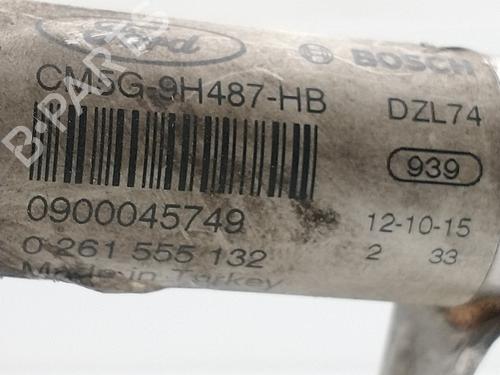 Ford BOSCH
CM5G-9H487-HB DZL74
939
0900045749 12-10-15
0 261 555 132 2 33
Made in Turkey
B-PARTS